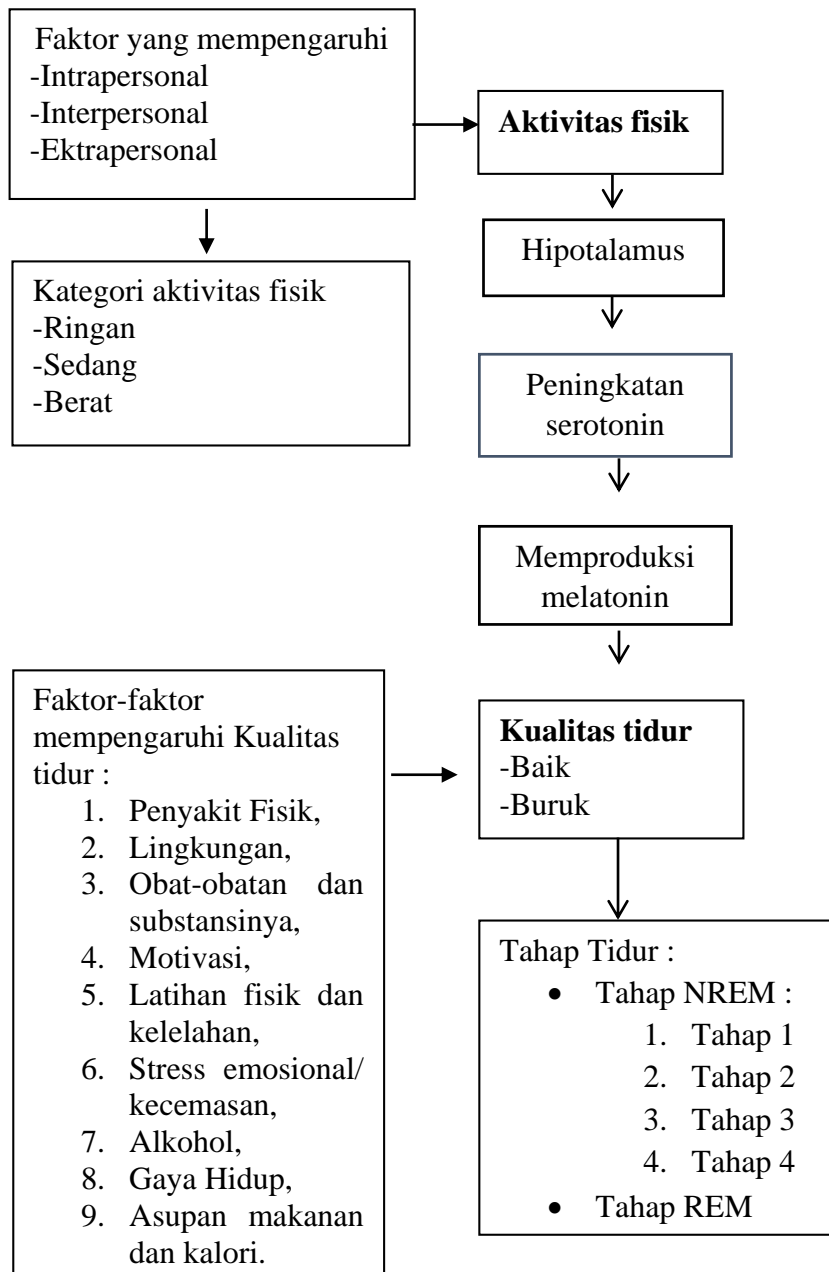 Faktor yang mempengaruhi
-Intrapersonal
-Interpersonal
-Ektrapersonal
Aktivitas fisik
Hipotalamus
Kategori aktivitas fisik
-Ringan
-Sedang
-Berat
Peningkatan
serotonin
Memproduksi
melatonin
Faktor-faktor
mempengaruhi Kualitas
tidur :
1. Penyakit Fisik,
2. Lingkungan,
3. Obat-obatan dan
substansinya,
4. Motivasi,
5. Latihan fisik dan
kelelahan,
6. Stress emosional/
kecemasan,
7. Alkohol,
8. Gaya Hidup,
9. Asupan makanan
dan kalori.
Kualitas tidur
-Baik
-Buruk
Tahap Tidur :
• Tahap NREM :
1. Tahap 1
2. Tahap 2
3. Tahap 3
4. Tahap 4
• Tahap REM